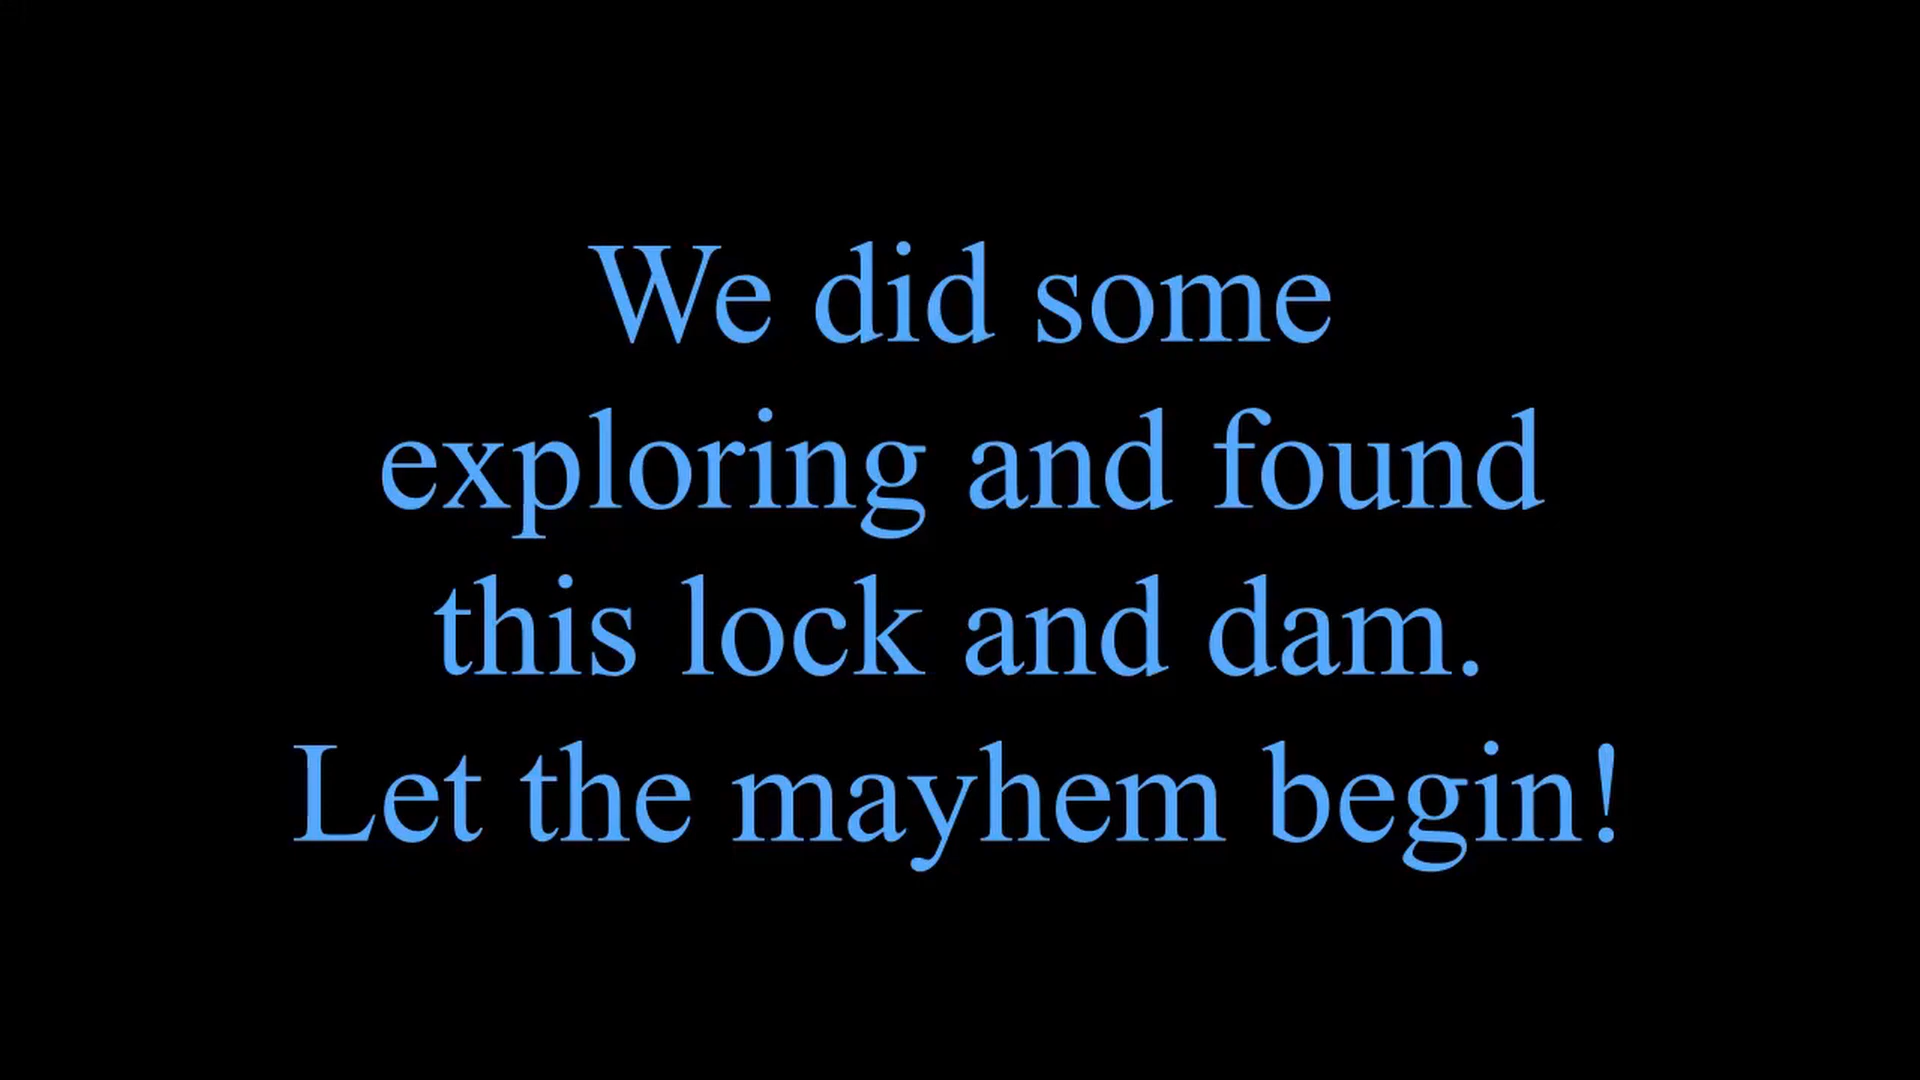 We did some
exploring and found
this lock and dam.
Let the mayhem begin!